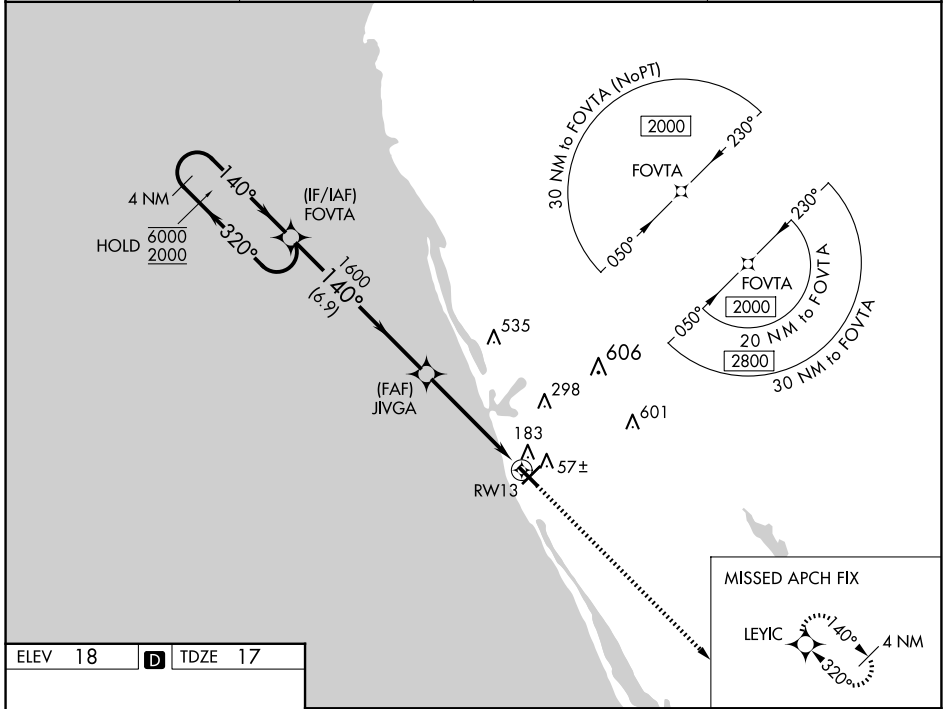 30 NM to FOVTA (NoPT)
2000
230°
FOVTA
050°
140°
4 NM
(IF/IAF)
FOVTA
HOLD
6000
2000
320°
1600
140°
(6.9)
230°
FOVTA
050°
2000
20 NM to FOVTA
2800
30 NM to FOVTA
535
606
(FAF)
JIVGA
298
601
183
57±
RW13
MISSED APCH FIX
LEYIC
140°
4 NM
320°
ELEV 18 D TDZE 17